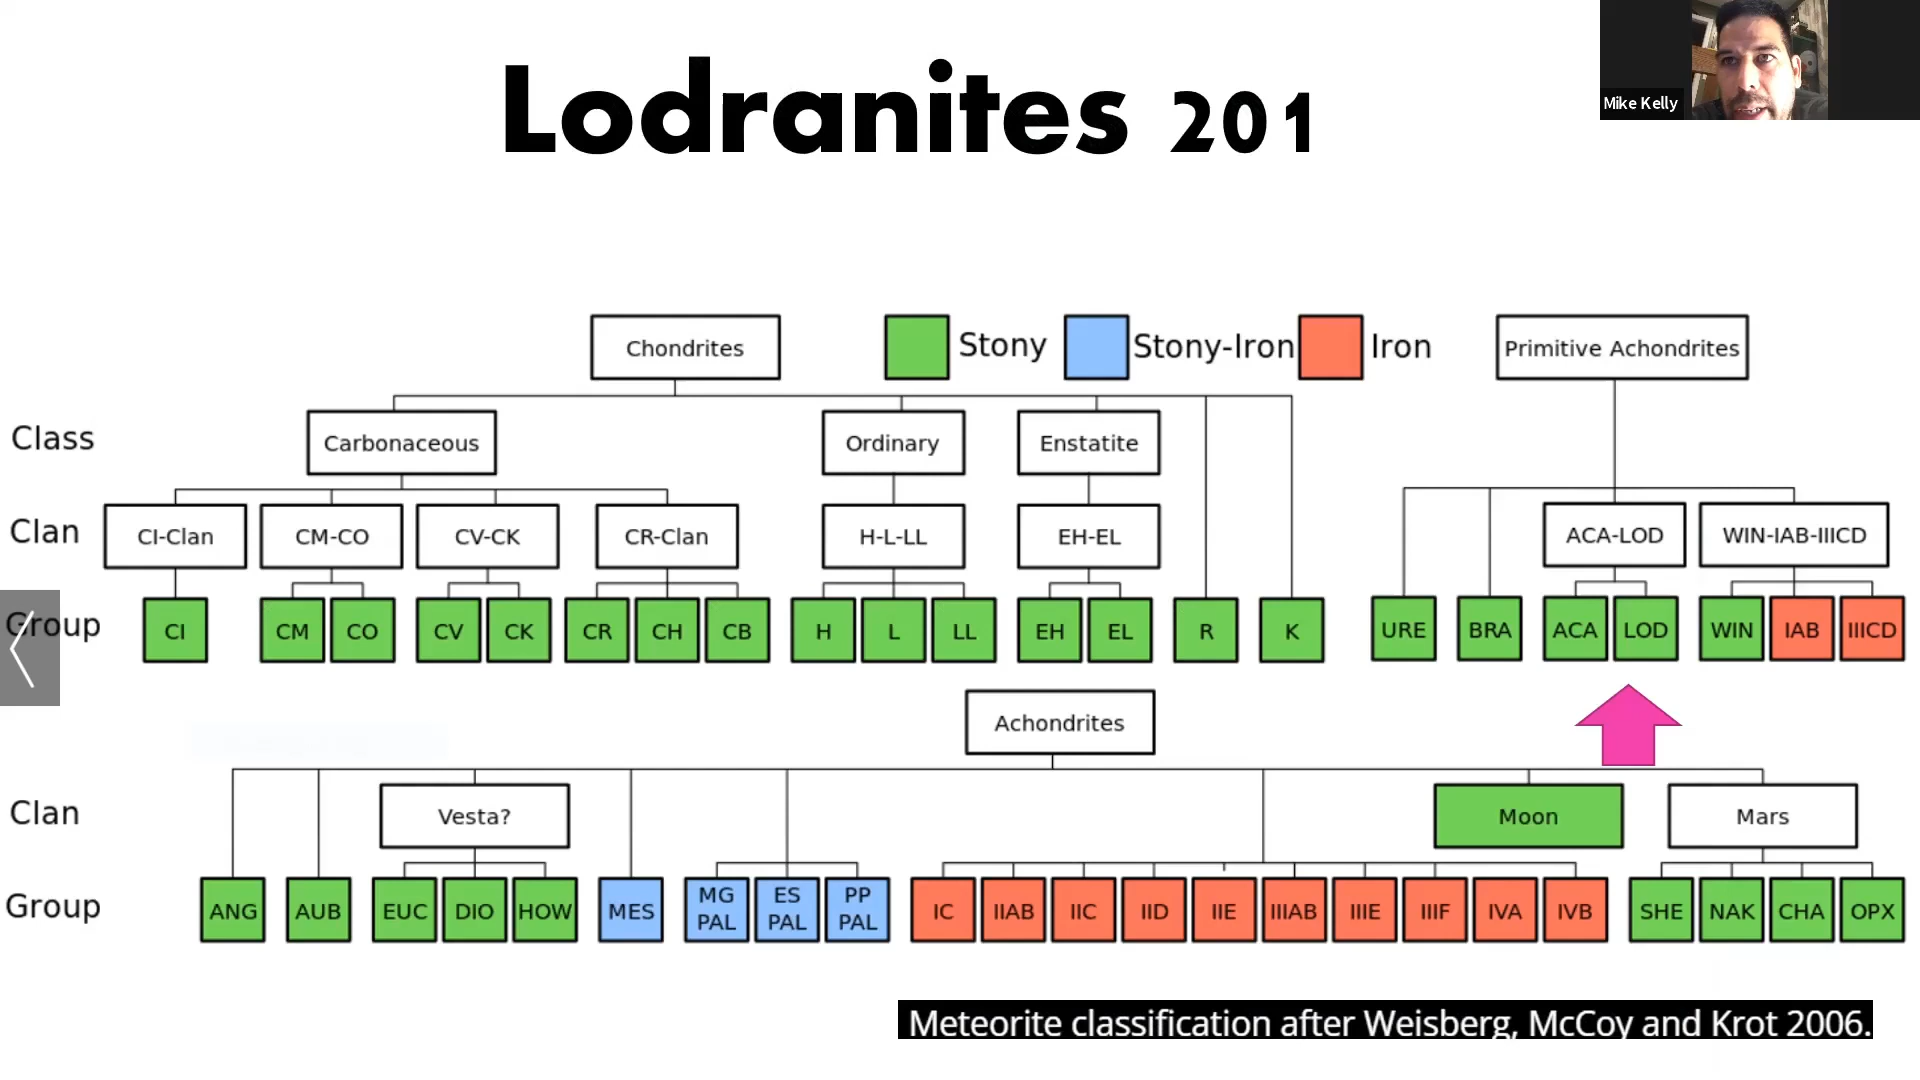 Lodranites 201
Mike Kelly
Chondrites
Stony
Stony-Iron
Iron
Primitive Achondrites
Class
Carbonaceous
Ordinary
Enstatite
Clan
CI-Clan
CM-CO
CV-CK
CR-Clan
H-L-LL
EH-EL
ACA-LOD
WIN-IAB-IIICD
Group
CI
CM
CO
CV
CK
CR
CH
CB
H
L
LL
EH
EL
R
K
URE
BRA
ACA
LOD
WIN
IAB
IIICD
Achondrites
Clan
Vesta?
Moon
Mars
Group
ANG
AUB
EUC
DIO
HOW
MES
MG
PAL
ES
PAL
PP
PAL
IC
IIAB
IIC
IID
IIE
IIIAB
IIIE
IIIF
IVA
IVB
SHE
NAK
CHA
OPX
Meteorite classification after Weisberg, McCoy and Krot 2006.